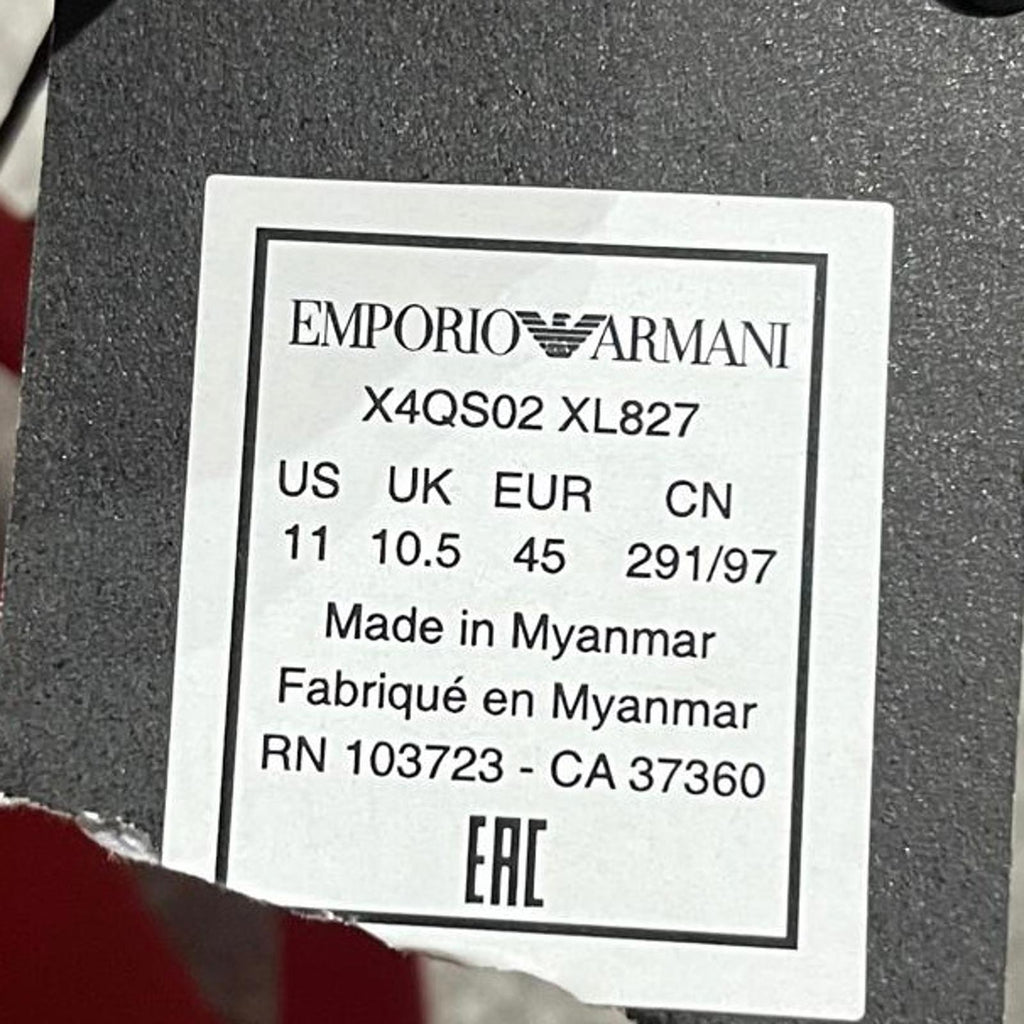 EMPORIO ARMANI
X4QS02 XL827
US UK EUR CN
11 10.5 45 291/97
Made in Myanmar
Fabriqué en Myanmar
RN 103723 - CA 37360
EAC